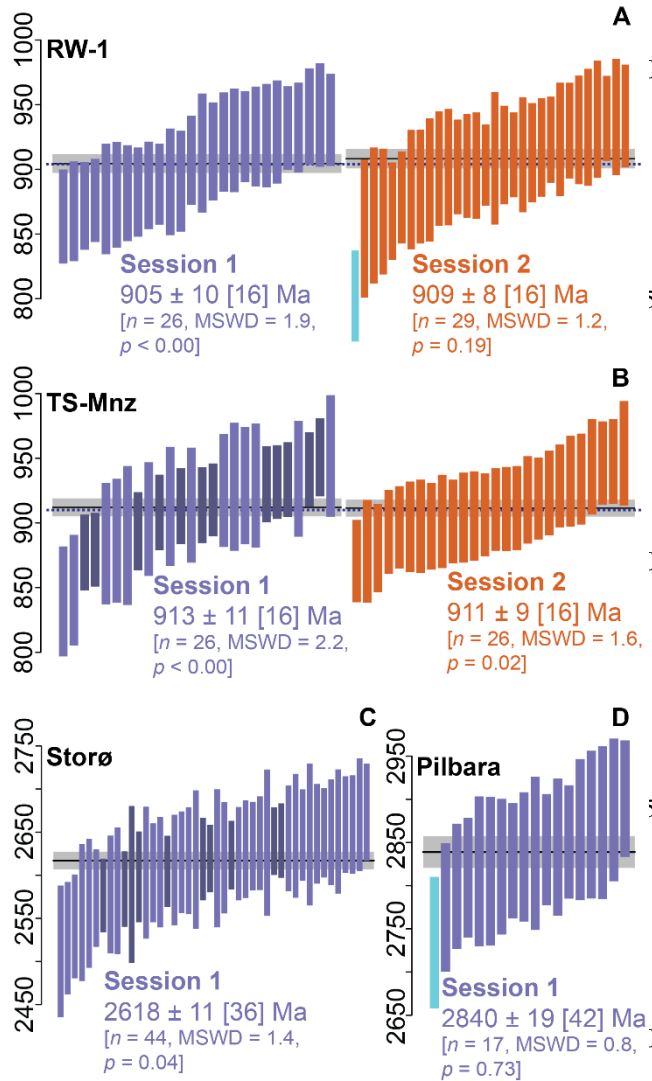 A
RW-1
1000
950
900
850
800
Session 1
905 ± 10 [16] Ma
[n = 26, MSWD = 1.9,
p < 0.00]
Session 2
909 ± 8 [16] Ma
[n = 29, MSWD = 1.2,
p = 0.19]
B
TS-Mnz
1000
950
900
850
800
Session 1
913 ± 11 [16] Ma
[n = 26, MSWD = 2.2,
p < 0.00]
Session 2
911 ± 9 [16] Ma
[n = 26, MSWD = 1.6,
p = 0.02]
C
Storø
2750
2650
2550
2450
Session 1
2618 ± 11 [36] Ma
[n = 44, MSWD = 1.4,
p = 0.04]
D
Pilbara
2950
2850
2750
2650
Session 1
2840 ± 19 [42] Ma
[n = 17, MSWD = 0.8,
p = 0.73]